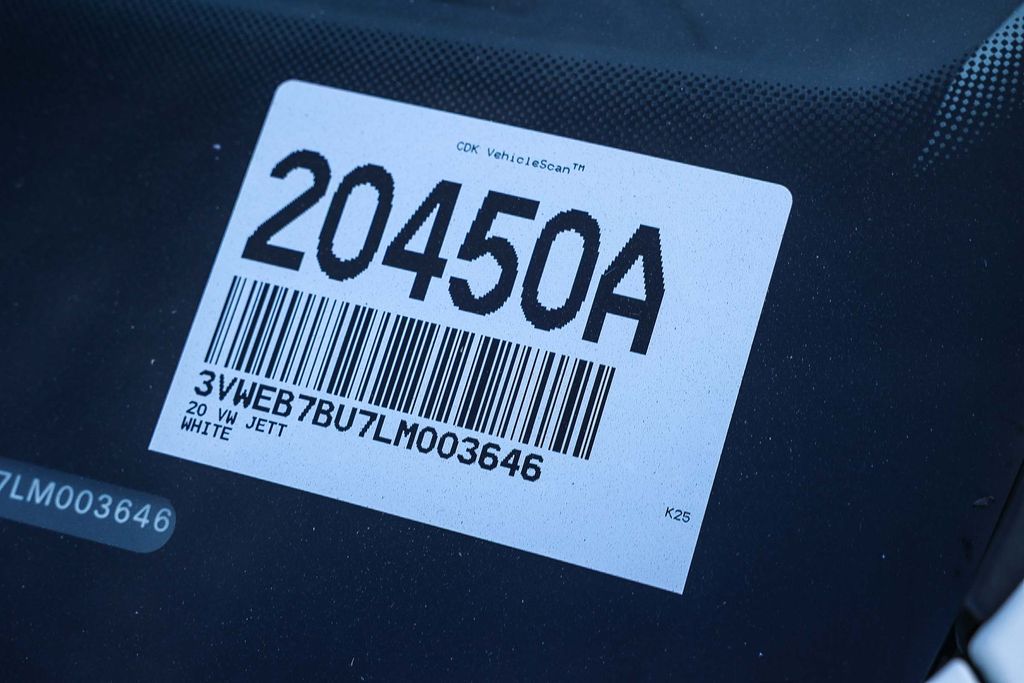 CDK VehicleScan™
20450A
3VWEB7BU7LM003646
20 VW JETT
WHITE
K25
7LM003646